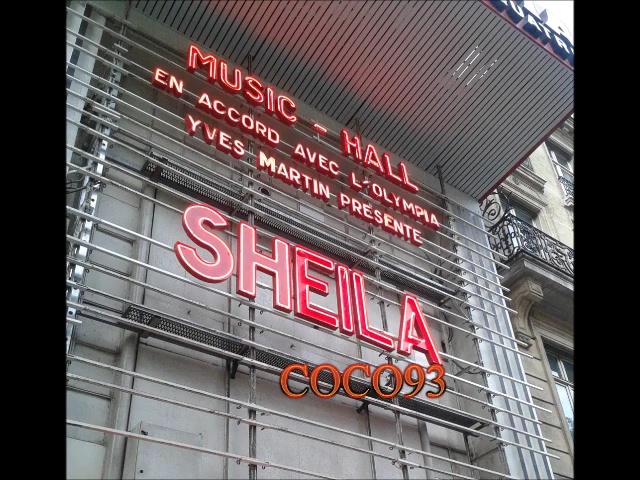 MUSIC - HALL
EN ACCORD AVEC L'OLYMPIA
YVES MARTIN PRÉSENTE
SHEILA
COCO93